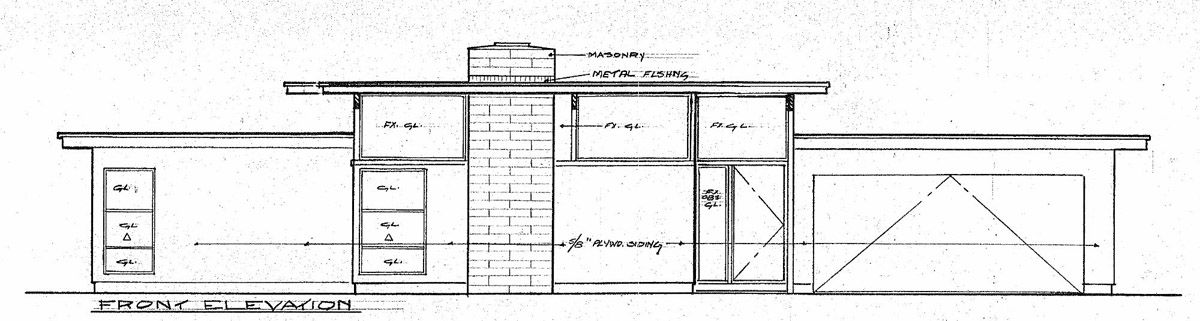 MASONRY
METAL FLSHNG
FX. GL.
FX. GL.
FX. GL.
GL.
GL
GL.
GL.
GL
GL.
FX.
OBS
GL.
5/8" PLYWD. SIDING
FRONT ELEVATION